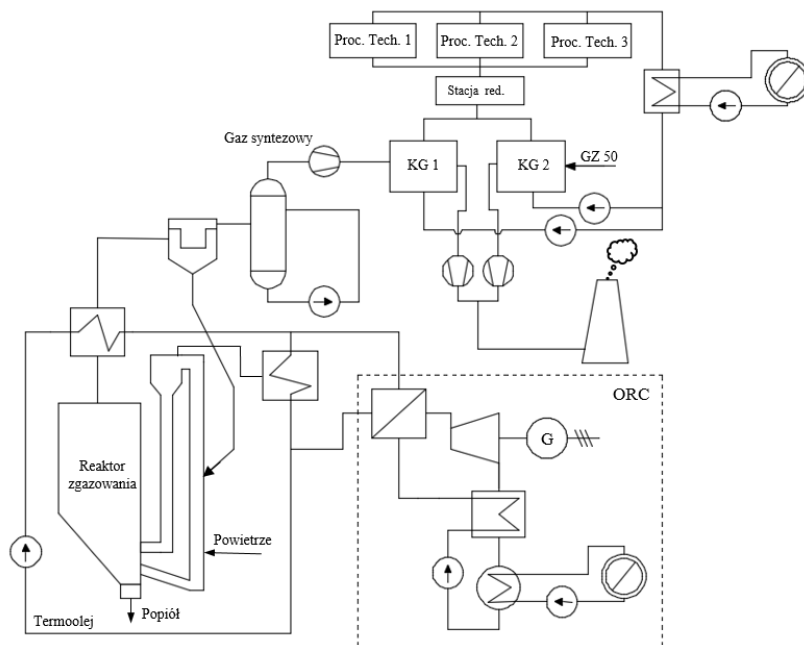 Proc. Tech. 1
Proc. Tech. 2
Proc. Tech. 3
Stacja red.
Gaz syntezowy
KG 1
KG 2
GZ 50
ORC
G
Reaktor
zgazowania
Powietrze
Termoolej
Popiół